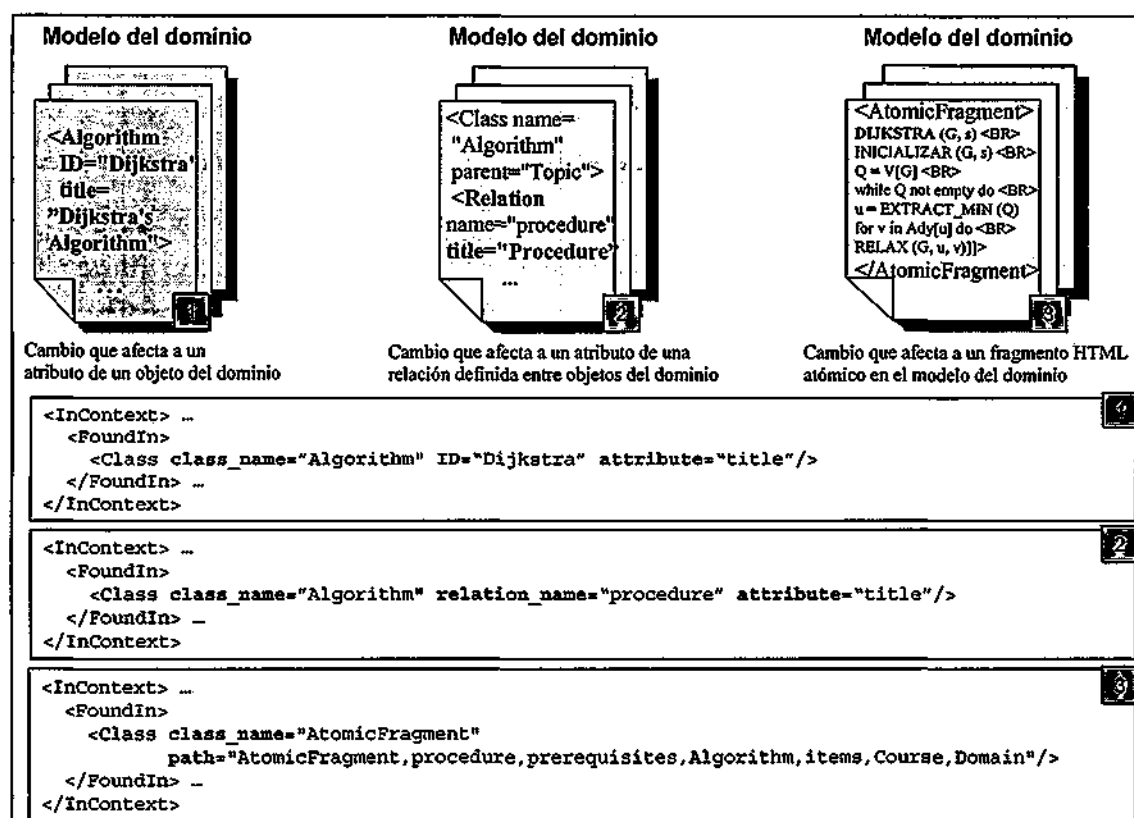 Modelo del dominio
<Algorithm
ID="Dijkstra"
title=
"Dijkstra's
Algorithm">
...
1
Cambio que afecta a un
atributo de un objeto del dominio
Modelo del dominio
<Class name=
"Algorithm"
parent="Topic">
<Relation
name="procedure"
title="Procedure"
...
2
Cambio que afecta a un atributo de una
relación definida entre objetos del dominio
Modelo del dominio
<AtomicFragment>
DIJKSTRA (G, s) <BR>
INICIALIZAR (G, s) <BR>
Q = V[G] <BR>
while Q not empty do <BR>
u = EXTRACT_MIN (Q)
for v in Ady[u] do <BR>
RELAX (G, u, v)]]>
</AtomicFragment>
3
Cambio que afecta a un fragmento HTML
atómico en el modelo del dominio
<InContext> …
<FoundIn>
<Class class_name="Algorithm" ID="Dijkstra" attribute="title"/>
</FoundIn> …
</InContext>
2
<InContext> …
<FoundIn>
<Class class_name="Algorithm" relation_name="procedure" attribute="title"/>
</FoundIn> …
</InContext>
3
<InContext> …
<FoundIn>
<Class class_name="AtomicFragment"
path="AtomicFragment,procedure,prerequisites,Algorithm,items,Course,Domain"/>
</FoundIn> …
</InContext>